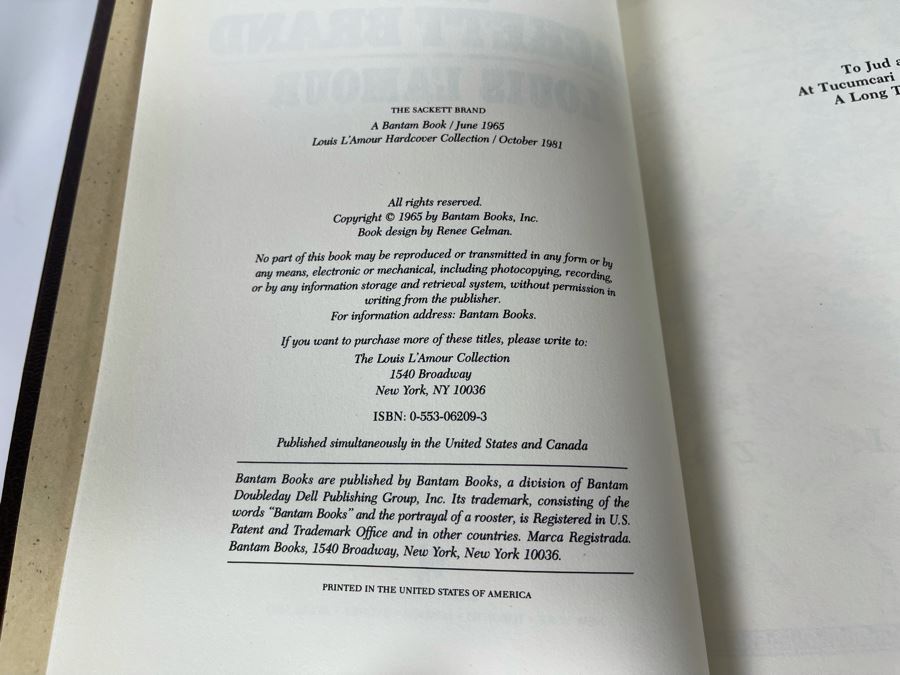 THE SACKETT BRAND
A Bantam Book / June 1965
Louis L'Amour Hardcover Collection / October 1981
All rights reserved.
Copyright © 1965 by Bantam Books, Inc.
Book design by Renee Gelman.
No part of this book may be reproduced or transmitted in any form or by
any means, electronic or mechanical, including photocopying, recording,
or by any information storage and retrieval system, without permission in
writing from the publisher.
For information address: Bantam Books.
If you want to purchase more of these titles, please write to:
The Louis L'Amour Collection
1540 Broadway
New York, NY 10036
ISBN: 0-553-06209-3
Published simultaneously in the United States and Canada
Bantam Books are published by Bantam Books, a division of Bantam
Doubleday Dell Publishing Group, Inc. Its trademark, consisting of the
words "Bantam Books" and the portrayal of a rooster, is Registered in U.S.
Patent and Trademark Office and in other countries. Marca Registrada.
Bantam Books, 1540 Broadway, New York, New York 10036.
PRINTED IN THE UNITED STATES OF AMERICA
To Jud
At Tucumcari
A Long